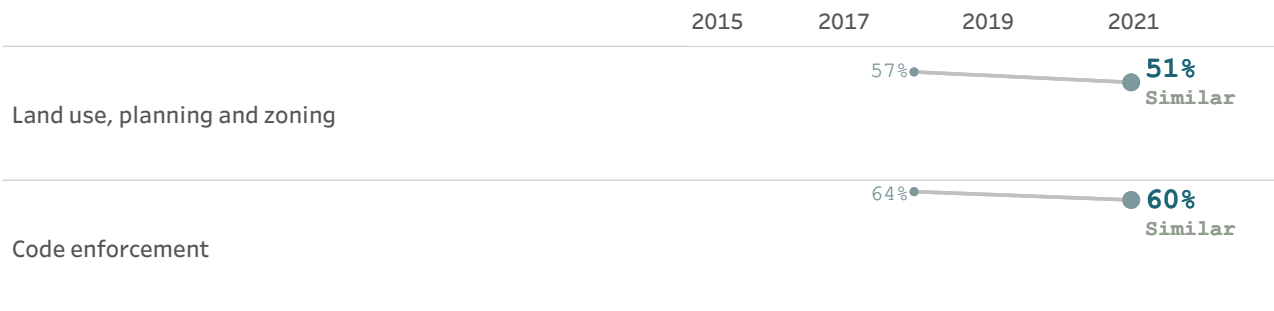 2015 2017 2019 2021
57% 51%
Similar
Land use, planning and zoning
64% 60%
Similar
Code enforcement